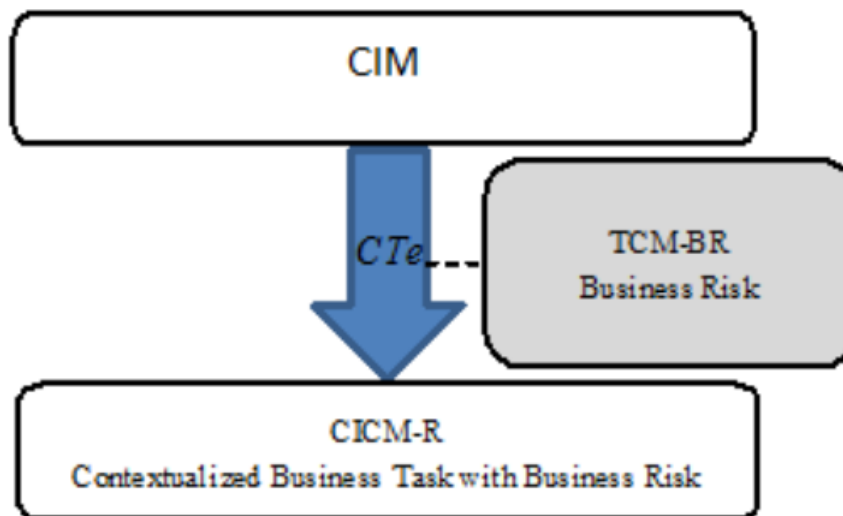 CIM
CTe
TCM-BR
Business Risk
CICM-R
Contextualized Business Task with Business Risk